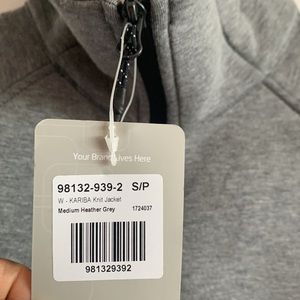 Your Brand Lives Here
98132-939-2 S/P
W - KARIBA Knit Jacket
Medium Heather Grey 1724037
981329392